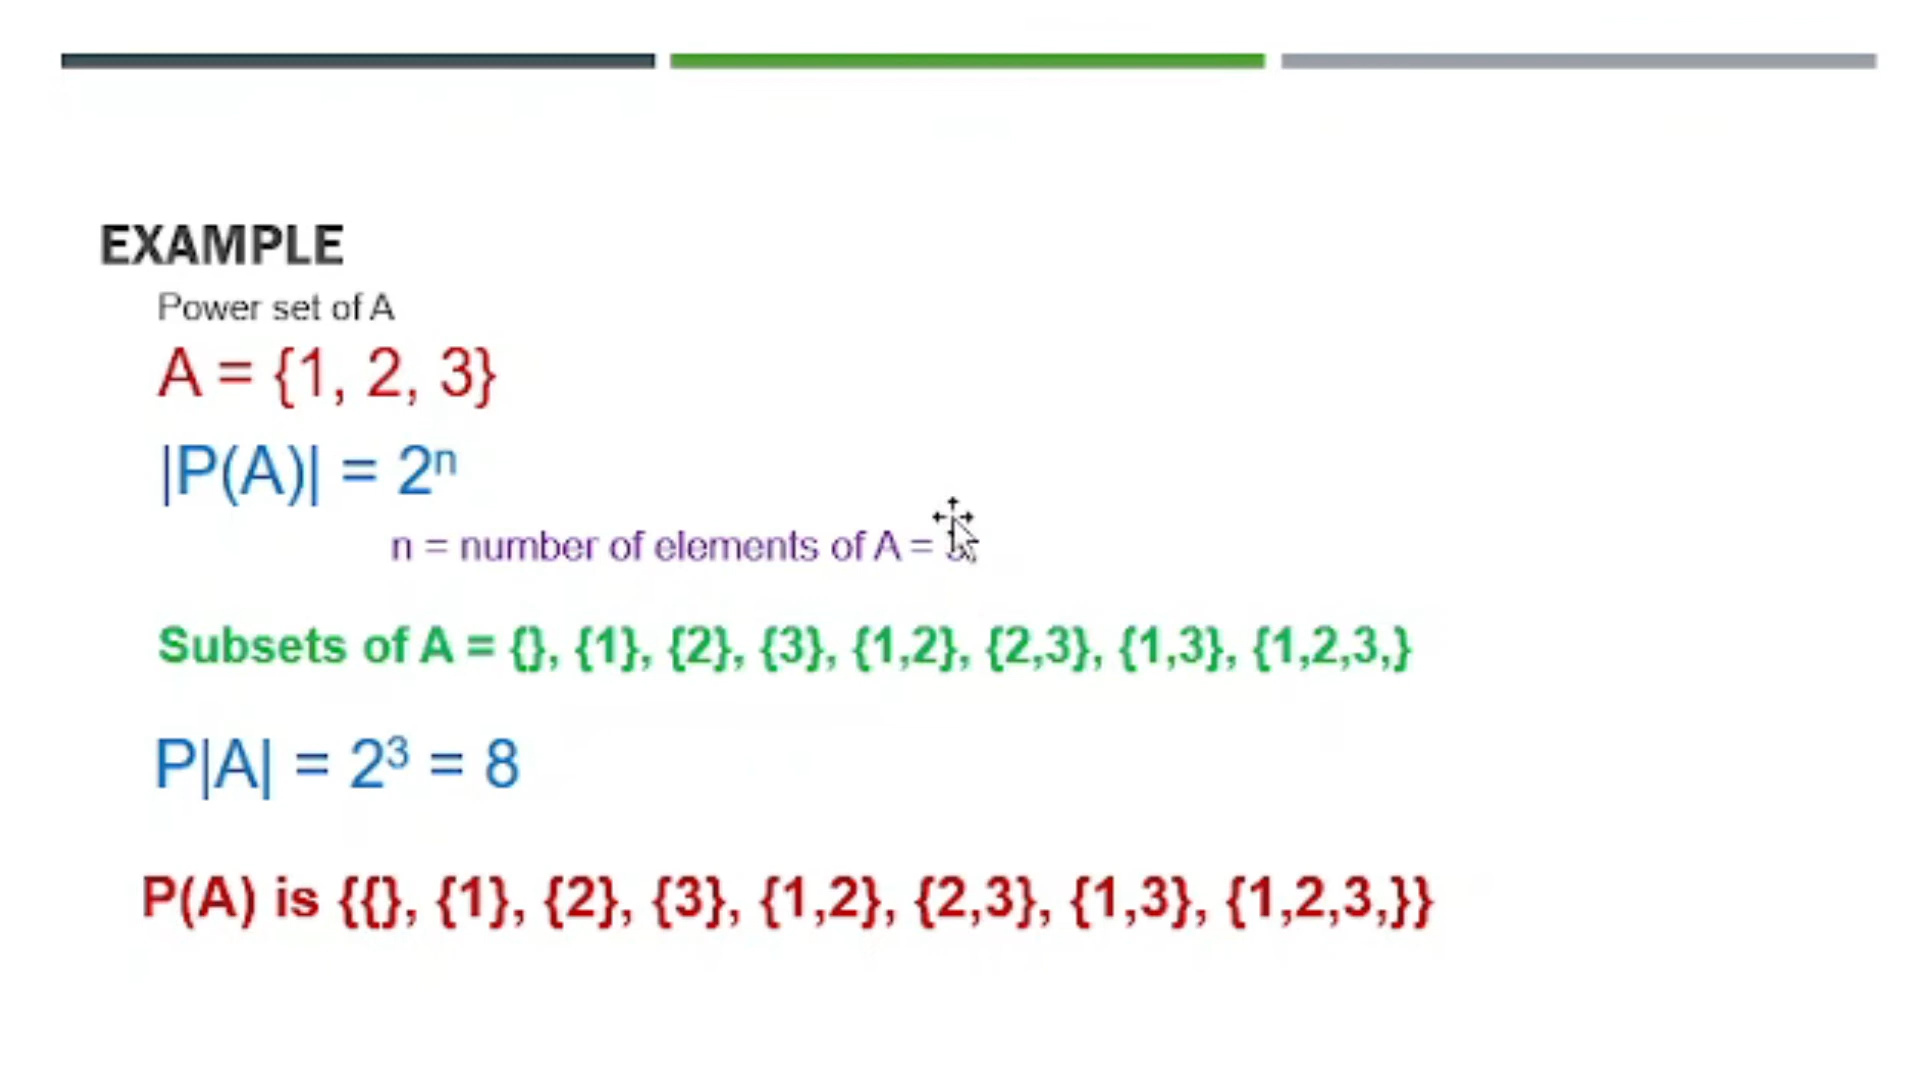 EXAMPLE
Power set of A
A = {1, 2, 3}
|P(A)| = 2ⁿ
n = number of elements of A =
Subsets of A = {}, {1}, {2}, {3}, {1,2}, {2,3}, {1,3}, {1,2,3,}
P|A| = 2³ = 8
P(A) is {{}, {1}, {2}, {3}, {1,2}, {2,3}, {1,3}, {1,2,3,}}